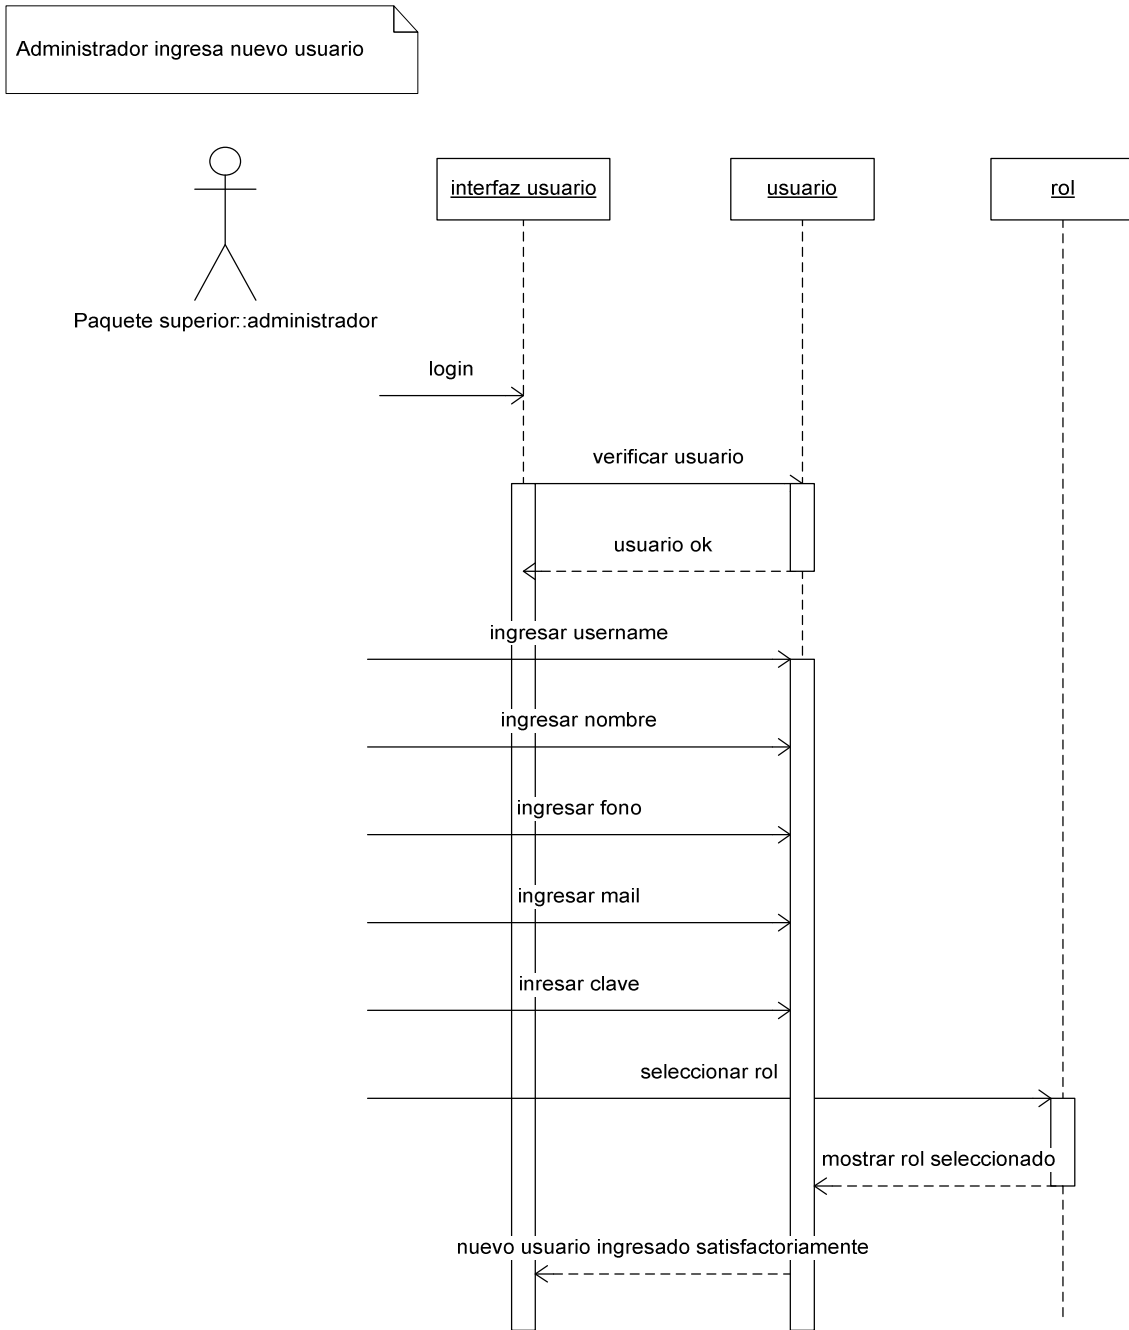 Administrador ingresa nuevo usuario
interfaz usuario
usuario
rol
Paquete superior::administrador
login
verificar usuario
usuario ok
ingresar username
ingresar nombre
ingresar fono
ingresar mail
inresar clave
seleccionar rol
mostrar rol seleccionado
nuevo usuario ingresado satisfactoriamente